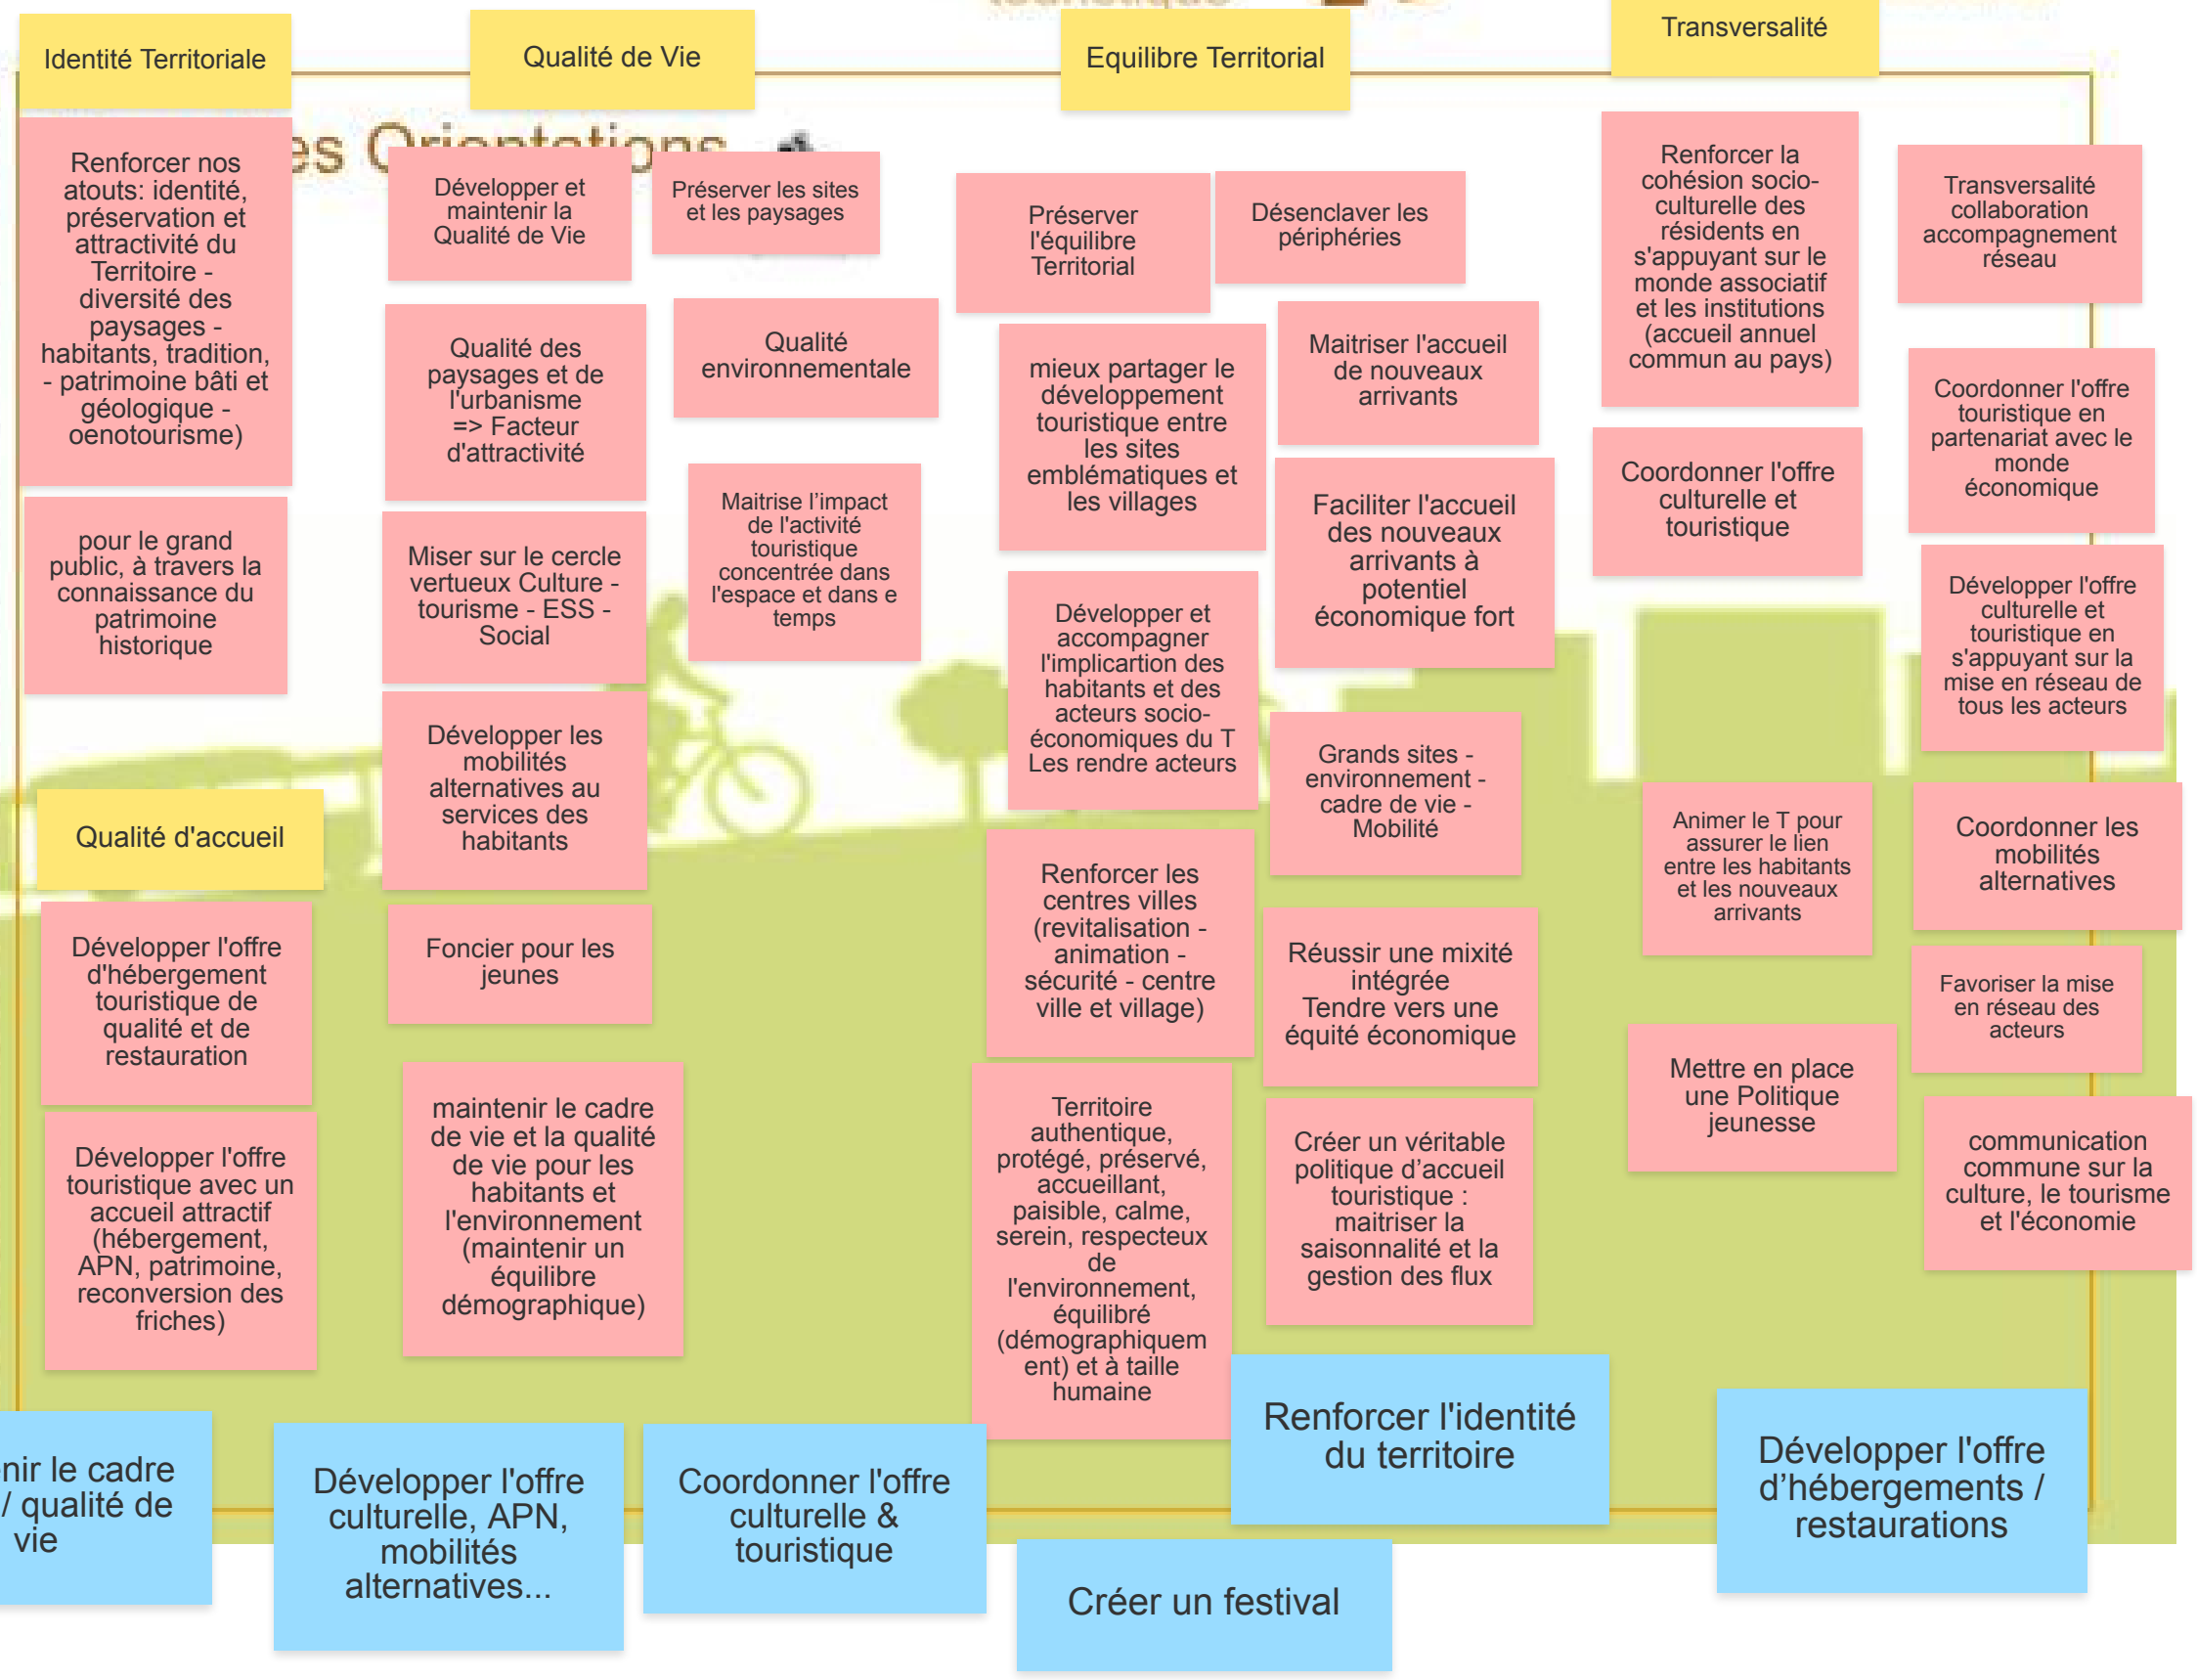 touristique
Identité Territoriale
Qualité de Vie
Equilibre Territorial
Transversalité
es Orientations
Renforcer nos
atouts: identité,
préservation et
attractivité du
Territoire -
diversité des
paysages -
habitants, tradition,
- patrimoine bâti et
géologique -
oenotourisme)
pour le grand
public, à travers la
connaissance du
patrimoine
historique
Qualité d'accueil
Développer l'offre
d'hébergement
touristique de
qualité et de
restauration
Développer l'offre
touristique avec un
accueil attractif
(hébergement,
APN, patrimoine,
reconversion des
friches)
Développer et
maintenir la
Qualité de Vie
Préserver les sites
et les paysages
Qualité des
paysages et de
l'urbanisme
=> Facteur
d'attractivité
Qualité
environnementale
Miser sur le cercle
vertueux Culture -
tourisme - ESS -
Social
Maitrise l'impact
de l'activité
touristique
concentrée dans
l'espace et dans e
temps
Développer les
mobilités
alternatives au
services des
habitants
Foncier pour les
jeunes
maintenir le cadre
de vie et la qualité
de vie pour les
habitants et
l'environnement
(maintenir un
équilibre
démographique)
Préserver
l'équilibre
Territorial
Désenclaver les
périphéries
mieux partager le
développement
touristique entre
les sites
emblématiques et
les villages
Maitriser l'accueil
de nouveaux
arrivants
Faciliter l'accueil
des nouveaux
arrivants à
potentiel
économique fort
Développer et
accompagner
l'implicartion des
habitants et des
acteurs socio-
économiques du T
Les rendre acteurs
Grands sites -
environnement -
cadre de vie -
Mobilité
Renforcer les
centres villes
(revitalisation -
animation -
sécurité - centre
ville et village)
Réussir une mixité
intégrée
Tendre vers une
équité économique
Territoire
authentique,
protégé, préservé,
accueillant,
paisible, calme,
serein, respecteux
de
l'environnement,
équilibré
(démographiquem
ent) et à taille
humaine
Créer un véritable
politique d’accueil
touristique :
maitriser la
saisonnalité et la
gestion des flux
Renforcer la
cohésion socio-
culturelle des
résidents en
s'appuyant sur le
monde associatif
et les institutions
(accueil annuel
commun au pays)
Transversalité
collaboration
accompagnement
réseau
Coordonner l'offre
culturelle et
touristique
Coordonner l'offre
touristique en
partenariat avec le
monde
économique
Développer l'offre
culturelle et
touristique en
s'appuyant sur la
mise en réseau de
tous les acteurs
Animer le T pour
assurer le lien
entre les habitants
et les nouveaux
arrivants
Coordonner les
mobilités
alternatives
Favoriser la mise
en réseau des
acteurs
Mettre en place
une Politique
jeunesse
communication
commune sur la
culture, le tourisme
et l'économie
nir le cadre
/ qualité de
vie
Développer l'offre
culturelle, APN,
mobilités
alternatives...
Coordonner l'offre
culturelle &
touristique
Créer un festival
Renforcer l'identité
du territoire
Développer l'offre
d’hébergements /
restaurations